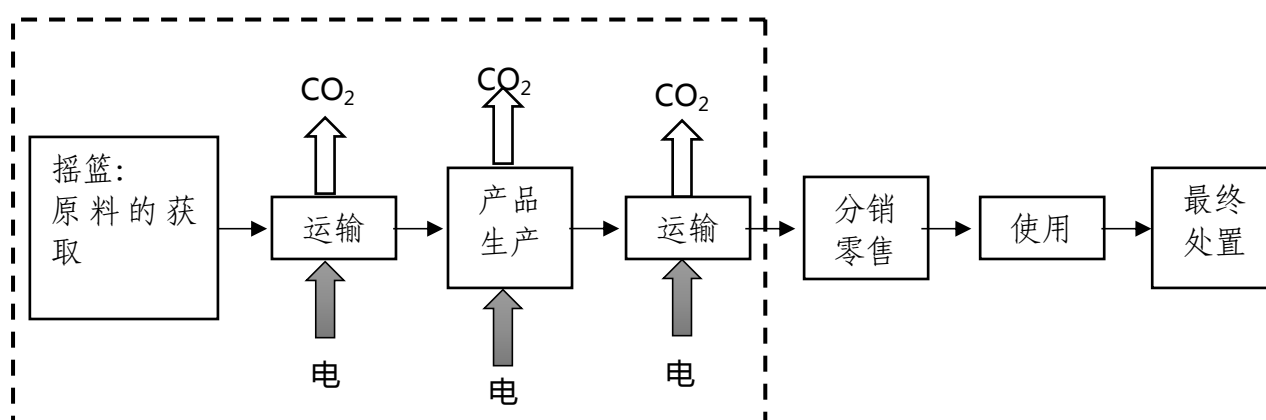 CO₂
CO₂
CO₂
摇篮:
原料的获
取
运输
产品
生产
运输
分销
零售
使用
最终
处置
电
电
电